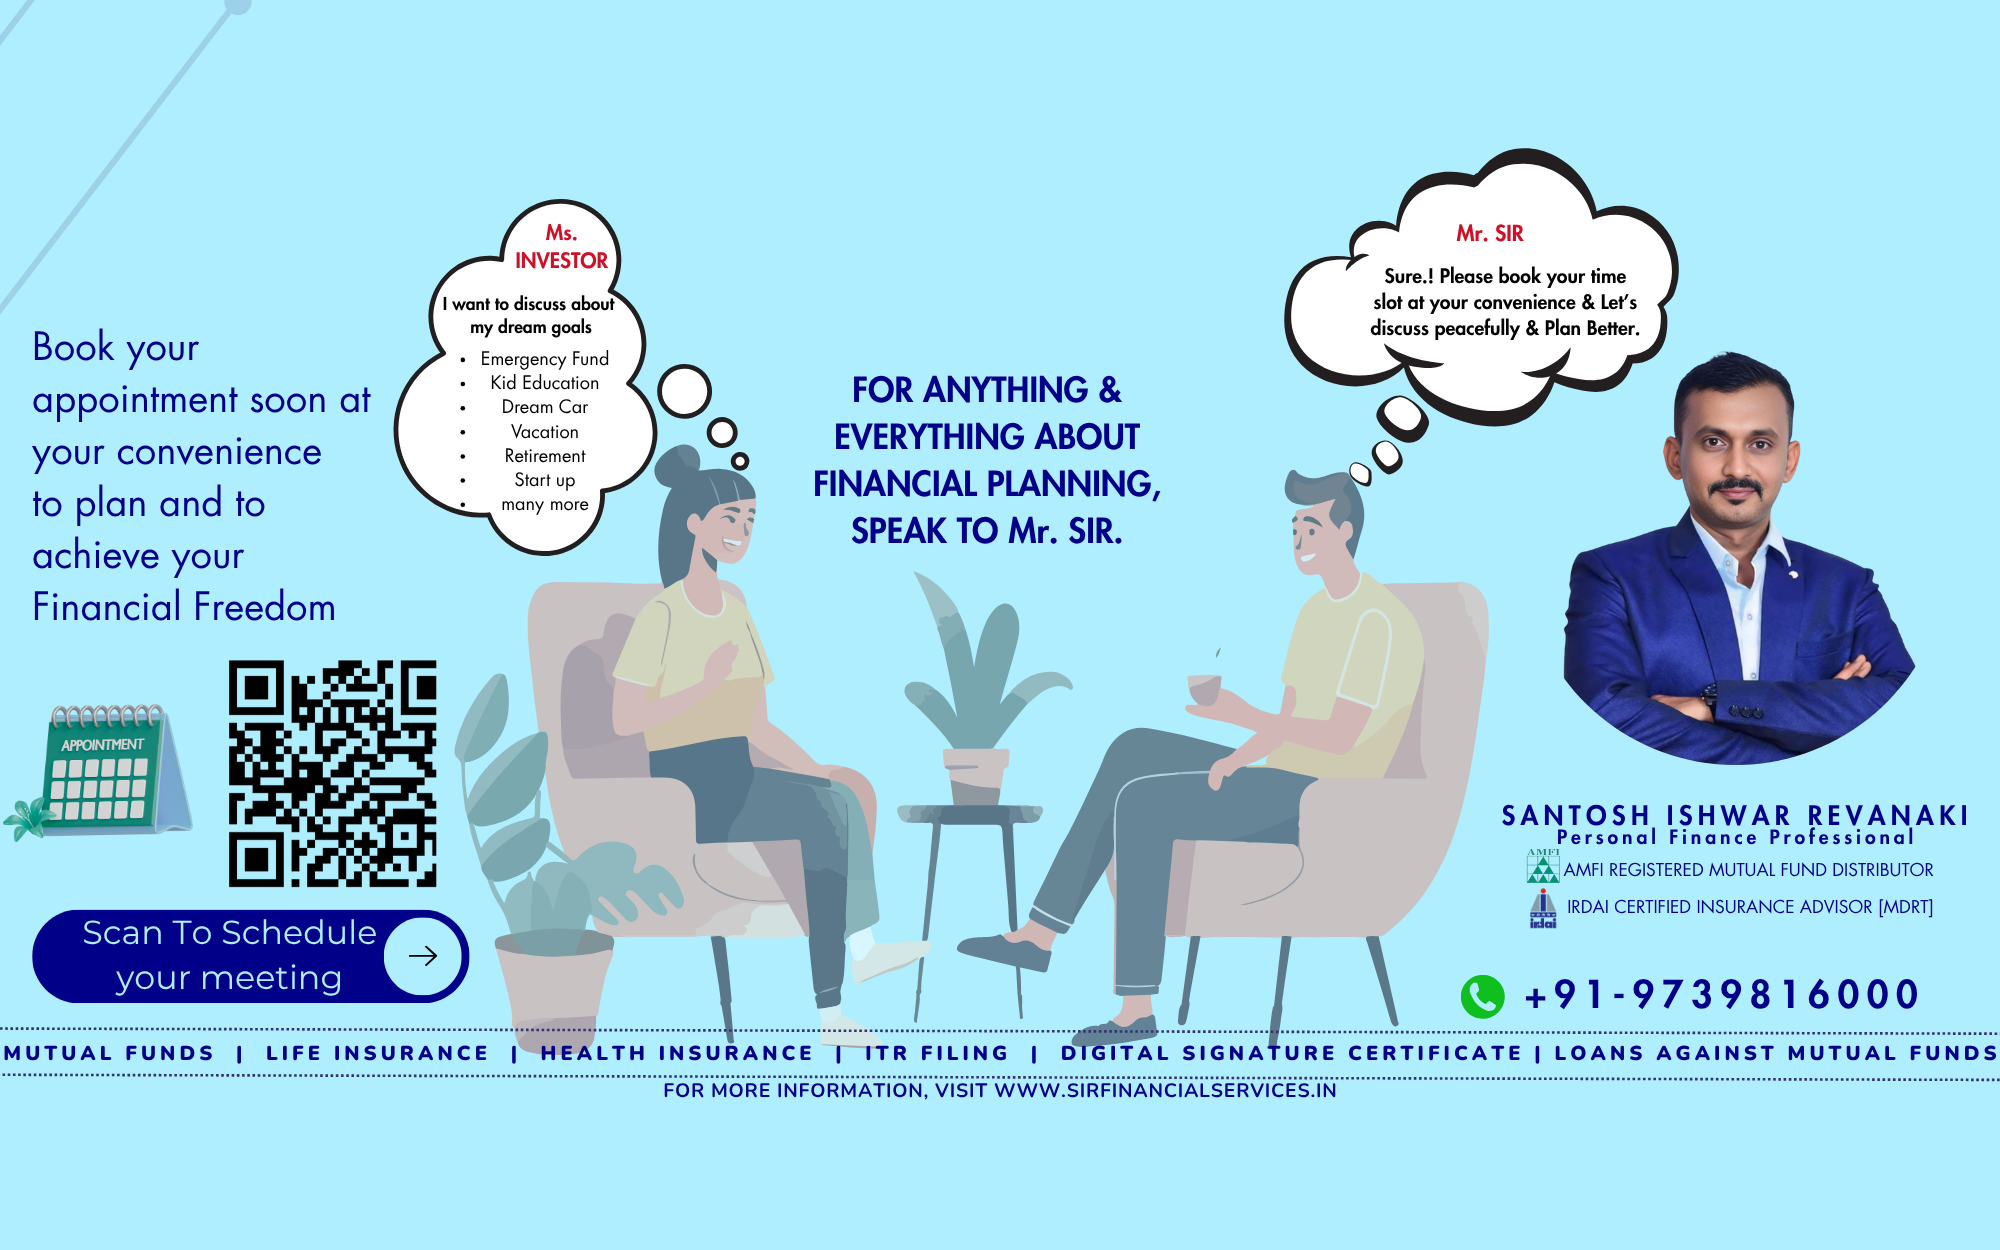 Ms.
INVESTOR
I want to discuss about
my dream goals
• Emergency Fund
• Kid Education
• Dream Car
• Vacation
• Retirement
• Start up
• many more
Mr. SIR
Sure.! Please book your time
slot at your convenience & Let's
discuss peacefully & Plan Better.
Book your
appointment soon at
your convenience
to plan and to
achieve your
Financial Freedom
FOR ANYTHING &
EVERYTHING ABOUT
FINANCIAL PLANNING,
SPEAK TO Mr. SIR.
APPOINTMENT
Scan To Schedule
your meeting
SANTOSH ISHWAR REVANAKI
Personal Finance Professional
AMFI
AMFI REGISTERED MUTUAL FUND DISTRIBUTOR
irdai
IRDAI CERTIFIED INSURANCE ADVISOR [MDRT]
+91-9739816000
MUTUAL FUNDS | LIFE INSURANCE | HEALTH INSURANCE | ITR FILING | DIGITAL SIGNATURE CERTIFICATE | LOANS AGAINST MUTUAL FUNDS
FOR MORE INFORMATION, VISIT WWW.SIRFINANCIALSERVICES.IN